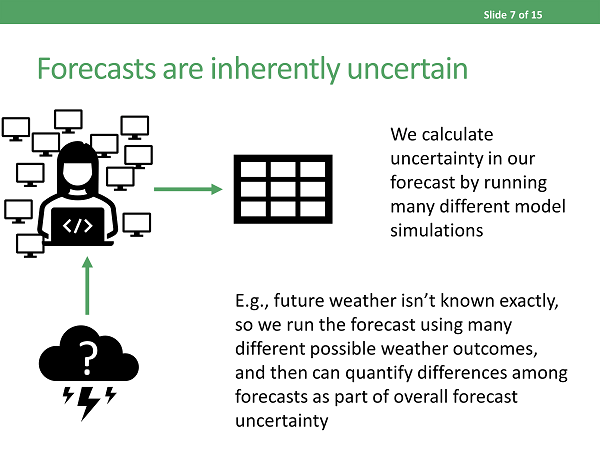 Slide 7 of 15
Forecasts are inherently uncertain
We calculate
uncertainty in our
forecast by running
many different model
simulations
</>
?
E.g., future weather isn’t known exactly,
so we run the forecast using many
different possible weather outcomes,
and then can quantify differences among
forecasts as part of overall forecast
uncertainty